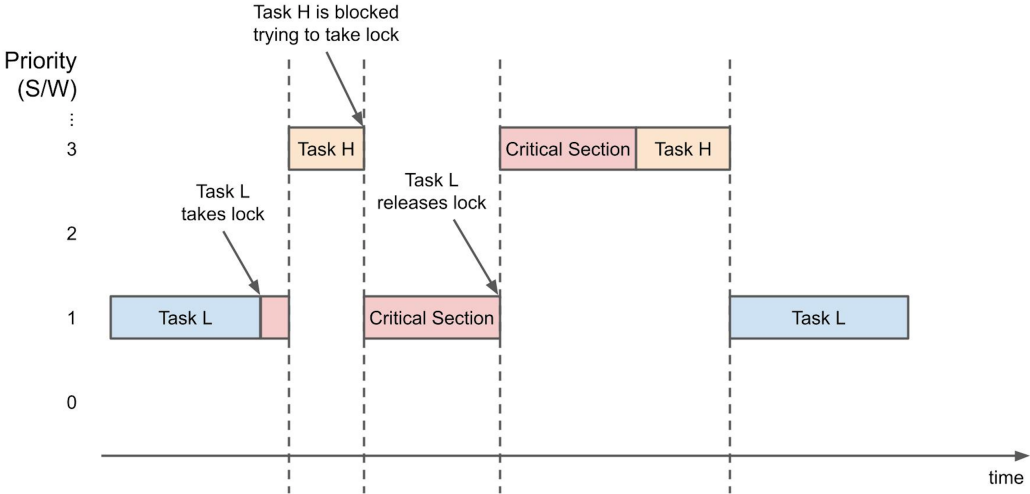 Task H is blocked
trying to take lock
Priority
(S/W)
⋮
3
Task H
Critical Section
Task H
Task L
takes lock
Task L
releases lock
2
1
Task L
Critical Section
Task L
0
time